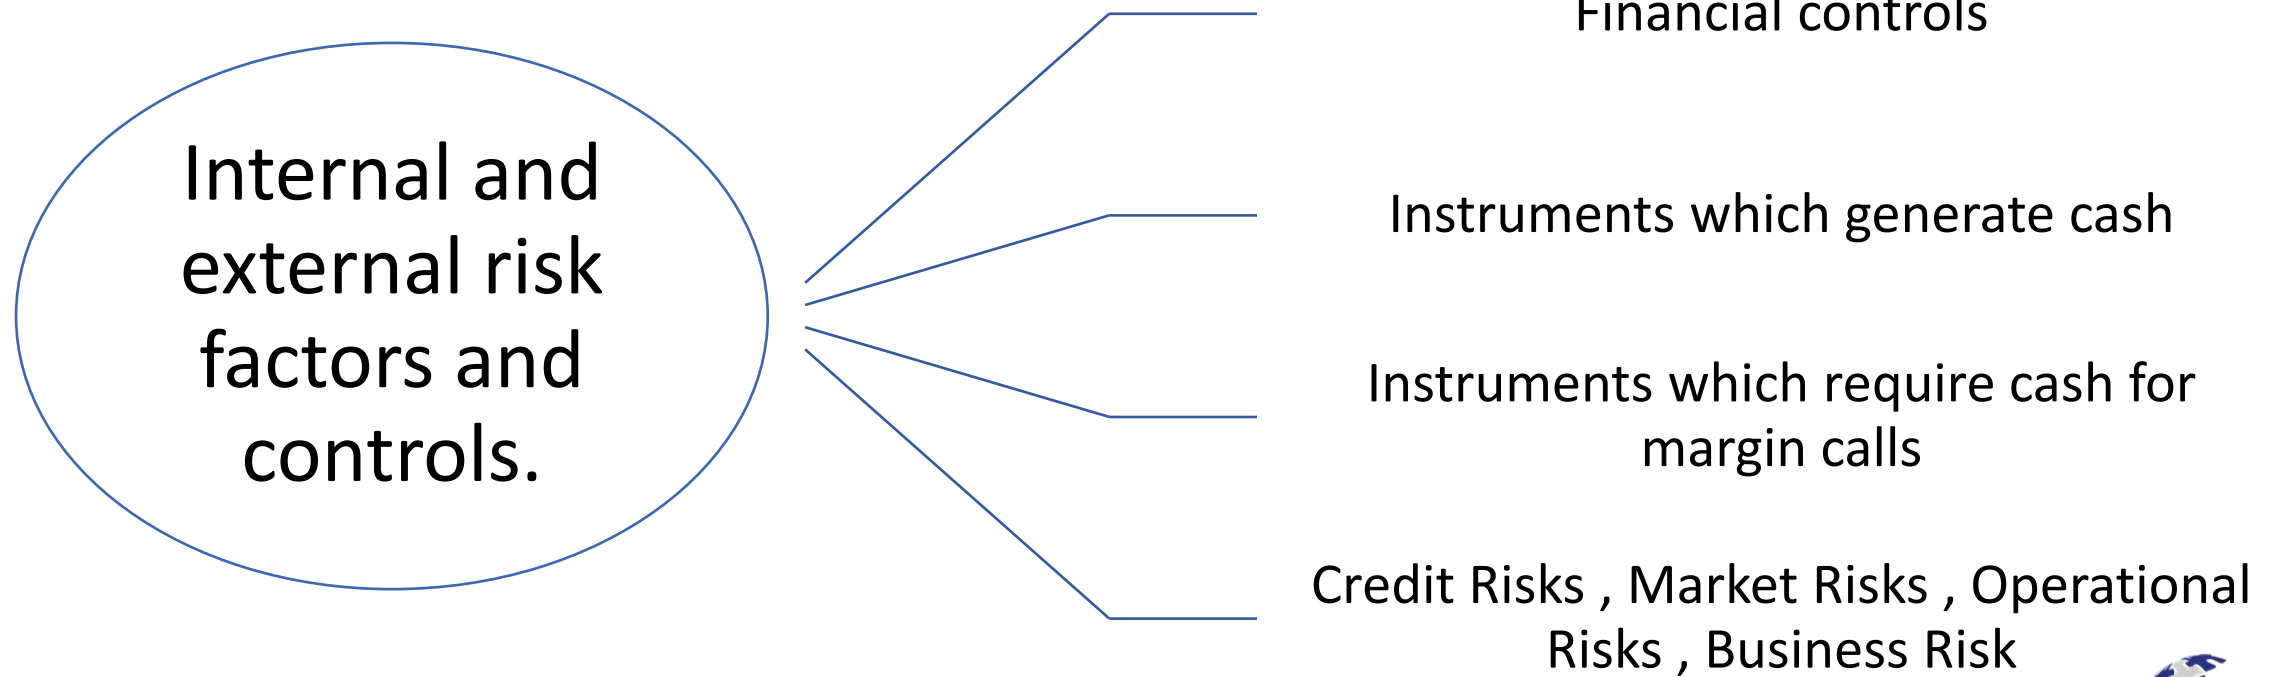 Internal and
external risk
factors and
controls.
Financial controls
Instruments which generate cash
Instruments which require cash for
margin calls
Credit Risks , Market Risks , Operational
Risks , Business Risk